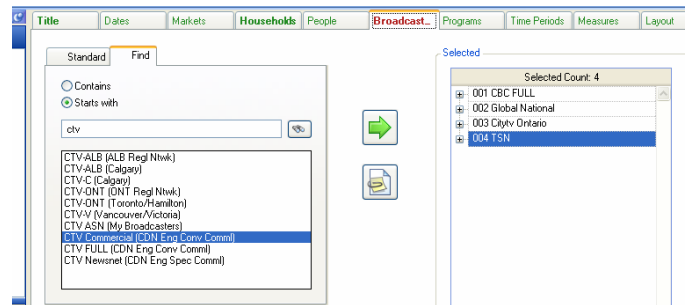 Title Dates Markets Households People Broadcast... Programs Time Periods Measures Layout
Standard Find
Contains
Starts with
ctv
CTV-ALB (ALB Regl Ntwk)
CTV-ALB (Calgary)
CTV-C (Calgary)
CTV-ONT (ONT Regl Ntwk)
CTV-ONT (Toronto/Hamilton)
CTV-V (Vancouver/Victoria)
CTV ASN (My Broadcasters)
CTV Commercial (CDN Eng Conv Comml)
CTV FULL (CDN Eng Conv Comml)
CTV Newsnet (CDN Eng Spec Comml)
Selected
Selected Count: 4
001 CBC FULL
002 Global National
003 Citytv Ontario
004 TSN